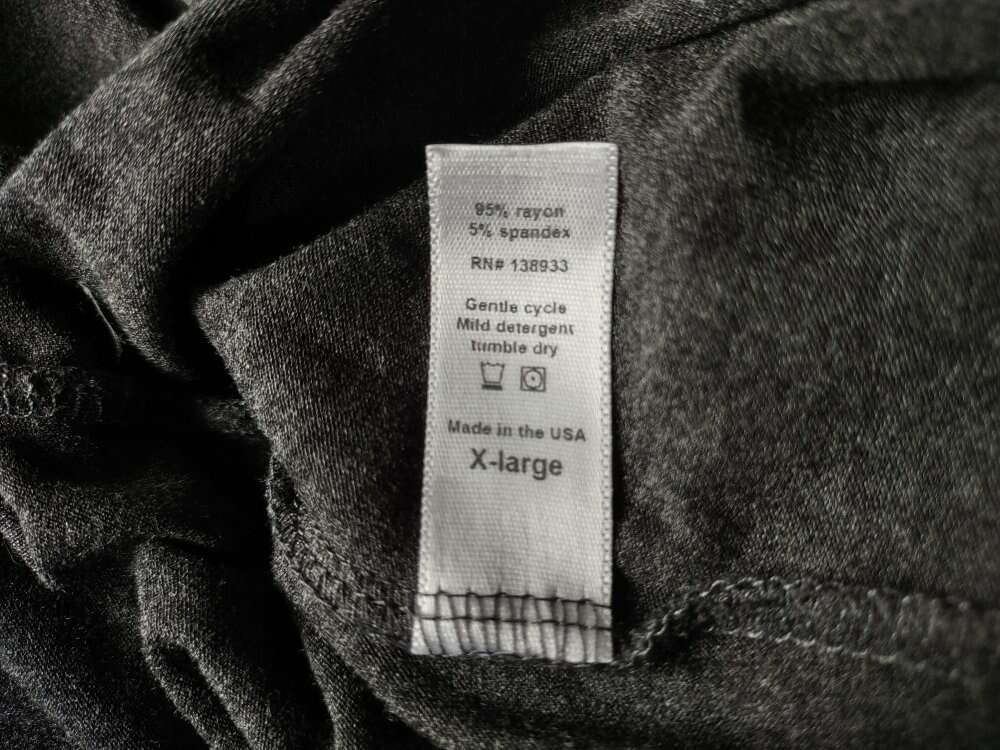 95% rayon
5% spandex
RN# 138933
Gentle cycle
Mild detergent
tumble dry
Made in the USA
X-large